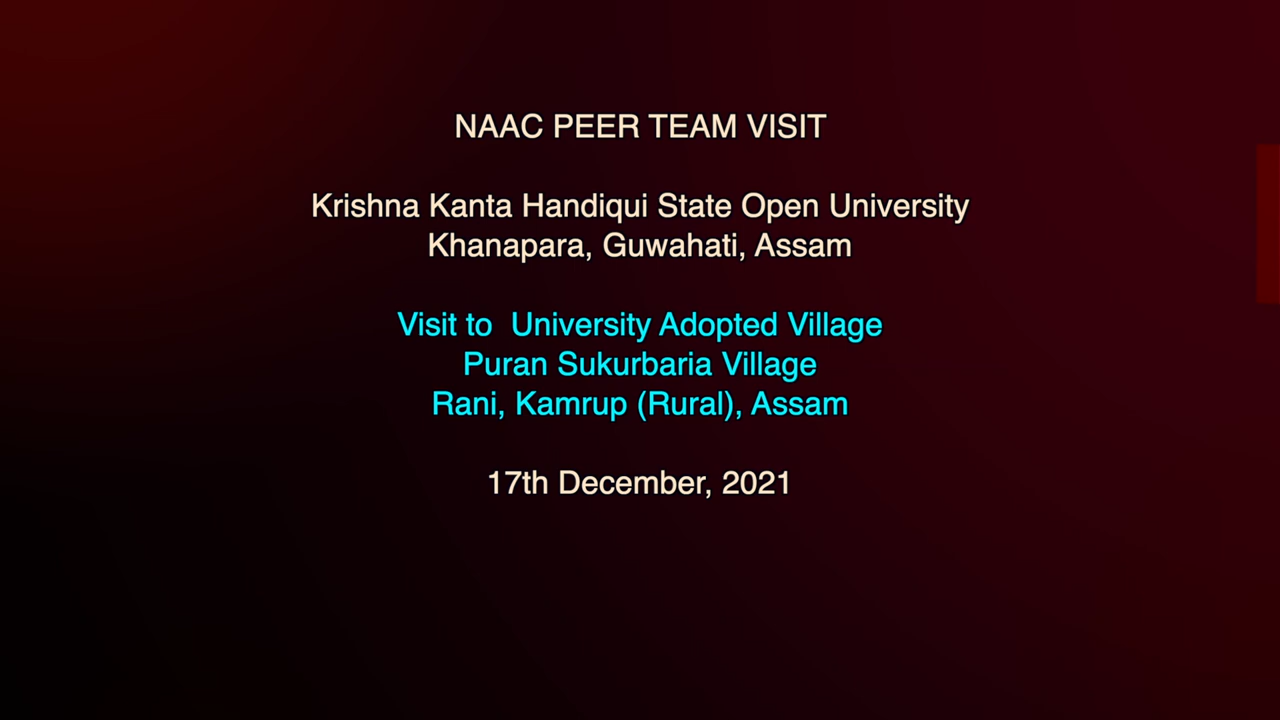 NAAC PEER TEAM VISIT
Krishna Kanta Handiqui State Open University
Khanapara, Guwahati, Assam
Visit to  University Adopted Village
Puran Sukurbaria Village
Rani, Kamrup (Rural), Assam
17th December, 2021